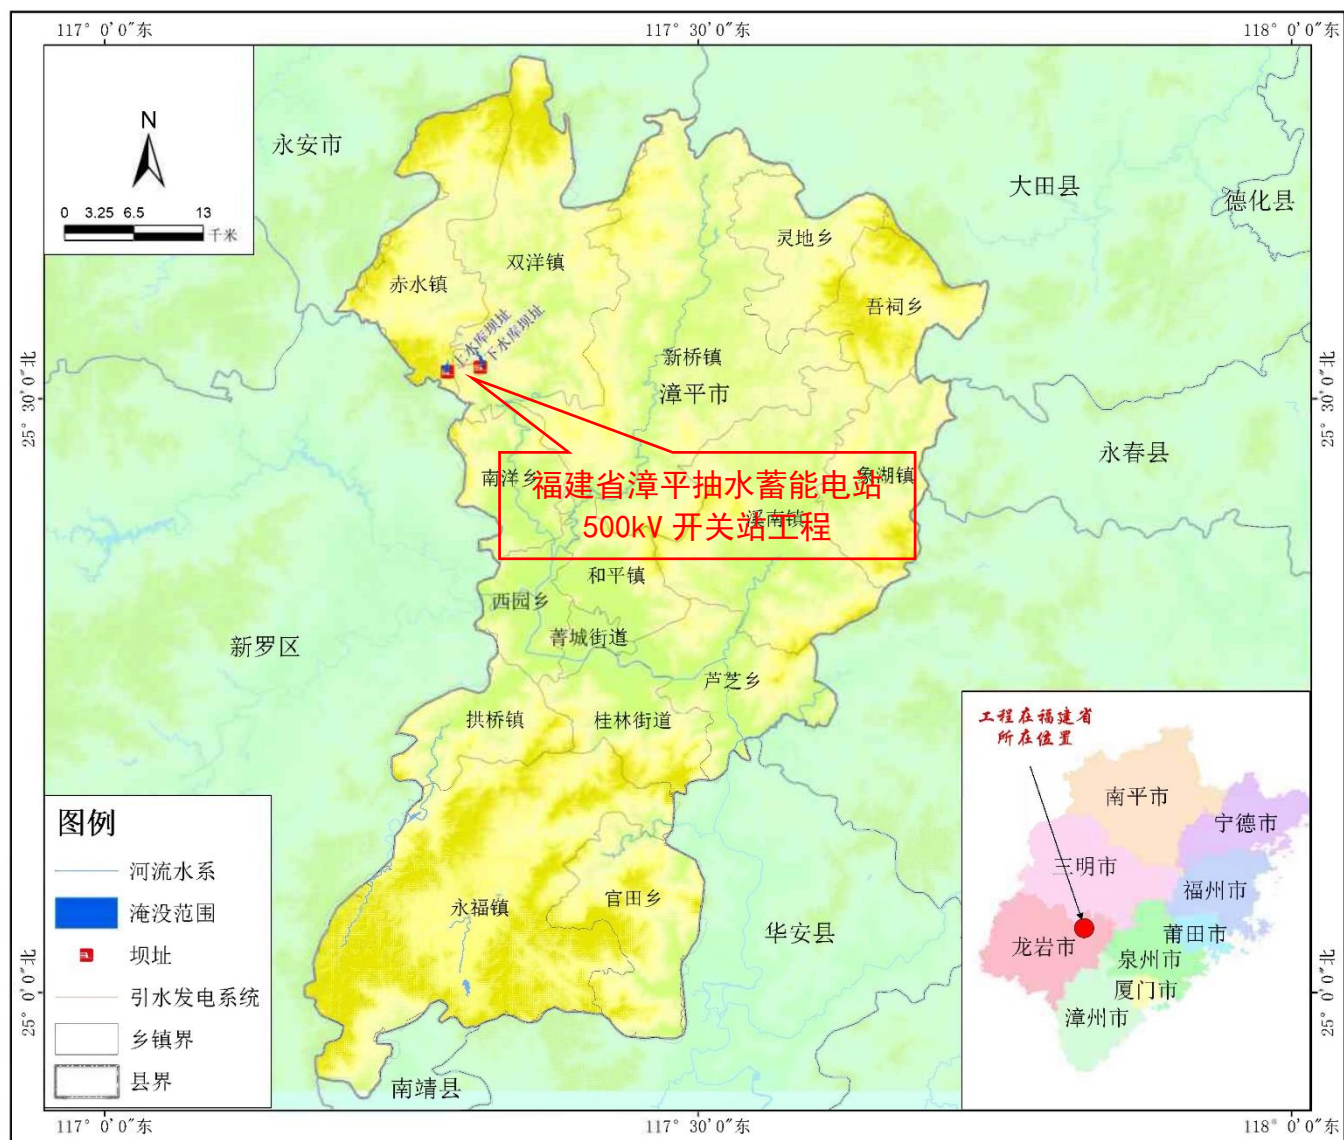 117° 0′0″东
117° 30′0″东
118° 0′0″东
N
0 3.25 6.5 13
千米
永安市
大田县
德化县
灵地乡
双洋镇
赤水镇
吾祠乡
上水库坝址
下水库坝址
新桥镇
漳平市
25° 30′0″北
25° 30′0″北
永春县
南洋乡
象湖镇
福建省漳平抽水蓄能电站
500kV 开关站工程
溪南镇
和平镇
西园乡
菁城街道
新罗区
芦芝乡
拱桥镇
桂林街道
永福镇
官田乡
华安县
南靖县
25° 0′0″北
25° 0′0″北
图例
河流水系
淹没范围
坝址
引水发电系统
乡镇界
县界
工程在福建省
所在位置
南平市
宁德市
三明市
福州市
莆田市
龙岩市
泉州市
厦门市
漳州市
117° 0′0″东
117° 30′0″东
118° 0′0″东